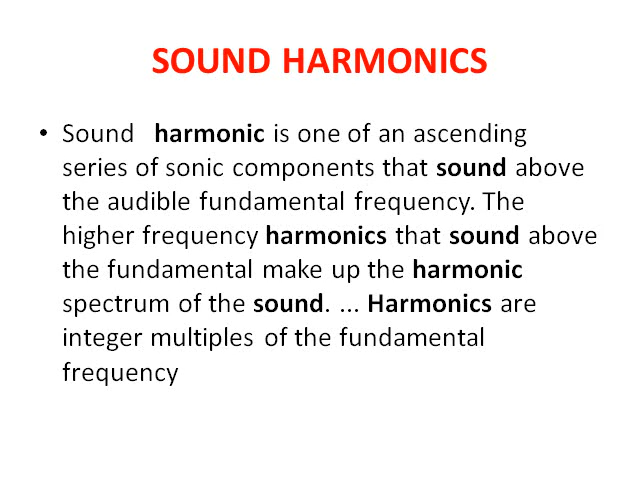 SOUND HARMONICS
• Sound harmonic is one of an ascending
series of sonic components that sound above
the audible fundamental frequency. The
higher frequency harmonics that sound above
the fundamental make up the harmonic
spectrum of the sound. ... Harmonics are
integer multiples of the fundamental
frequency